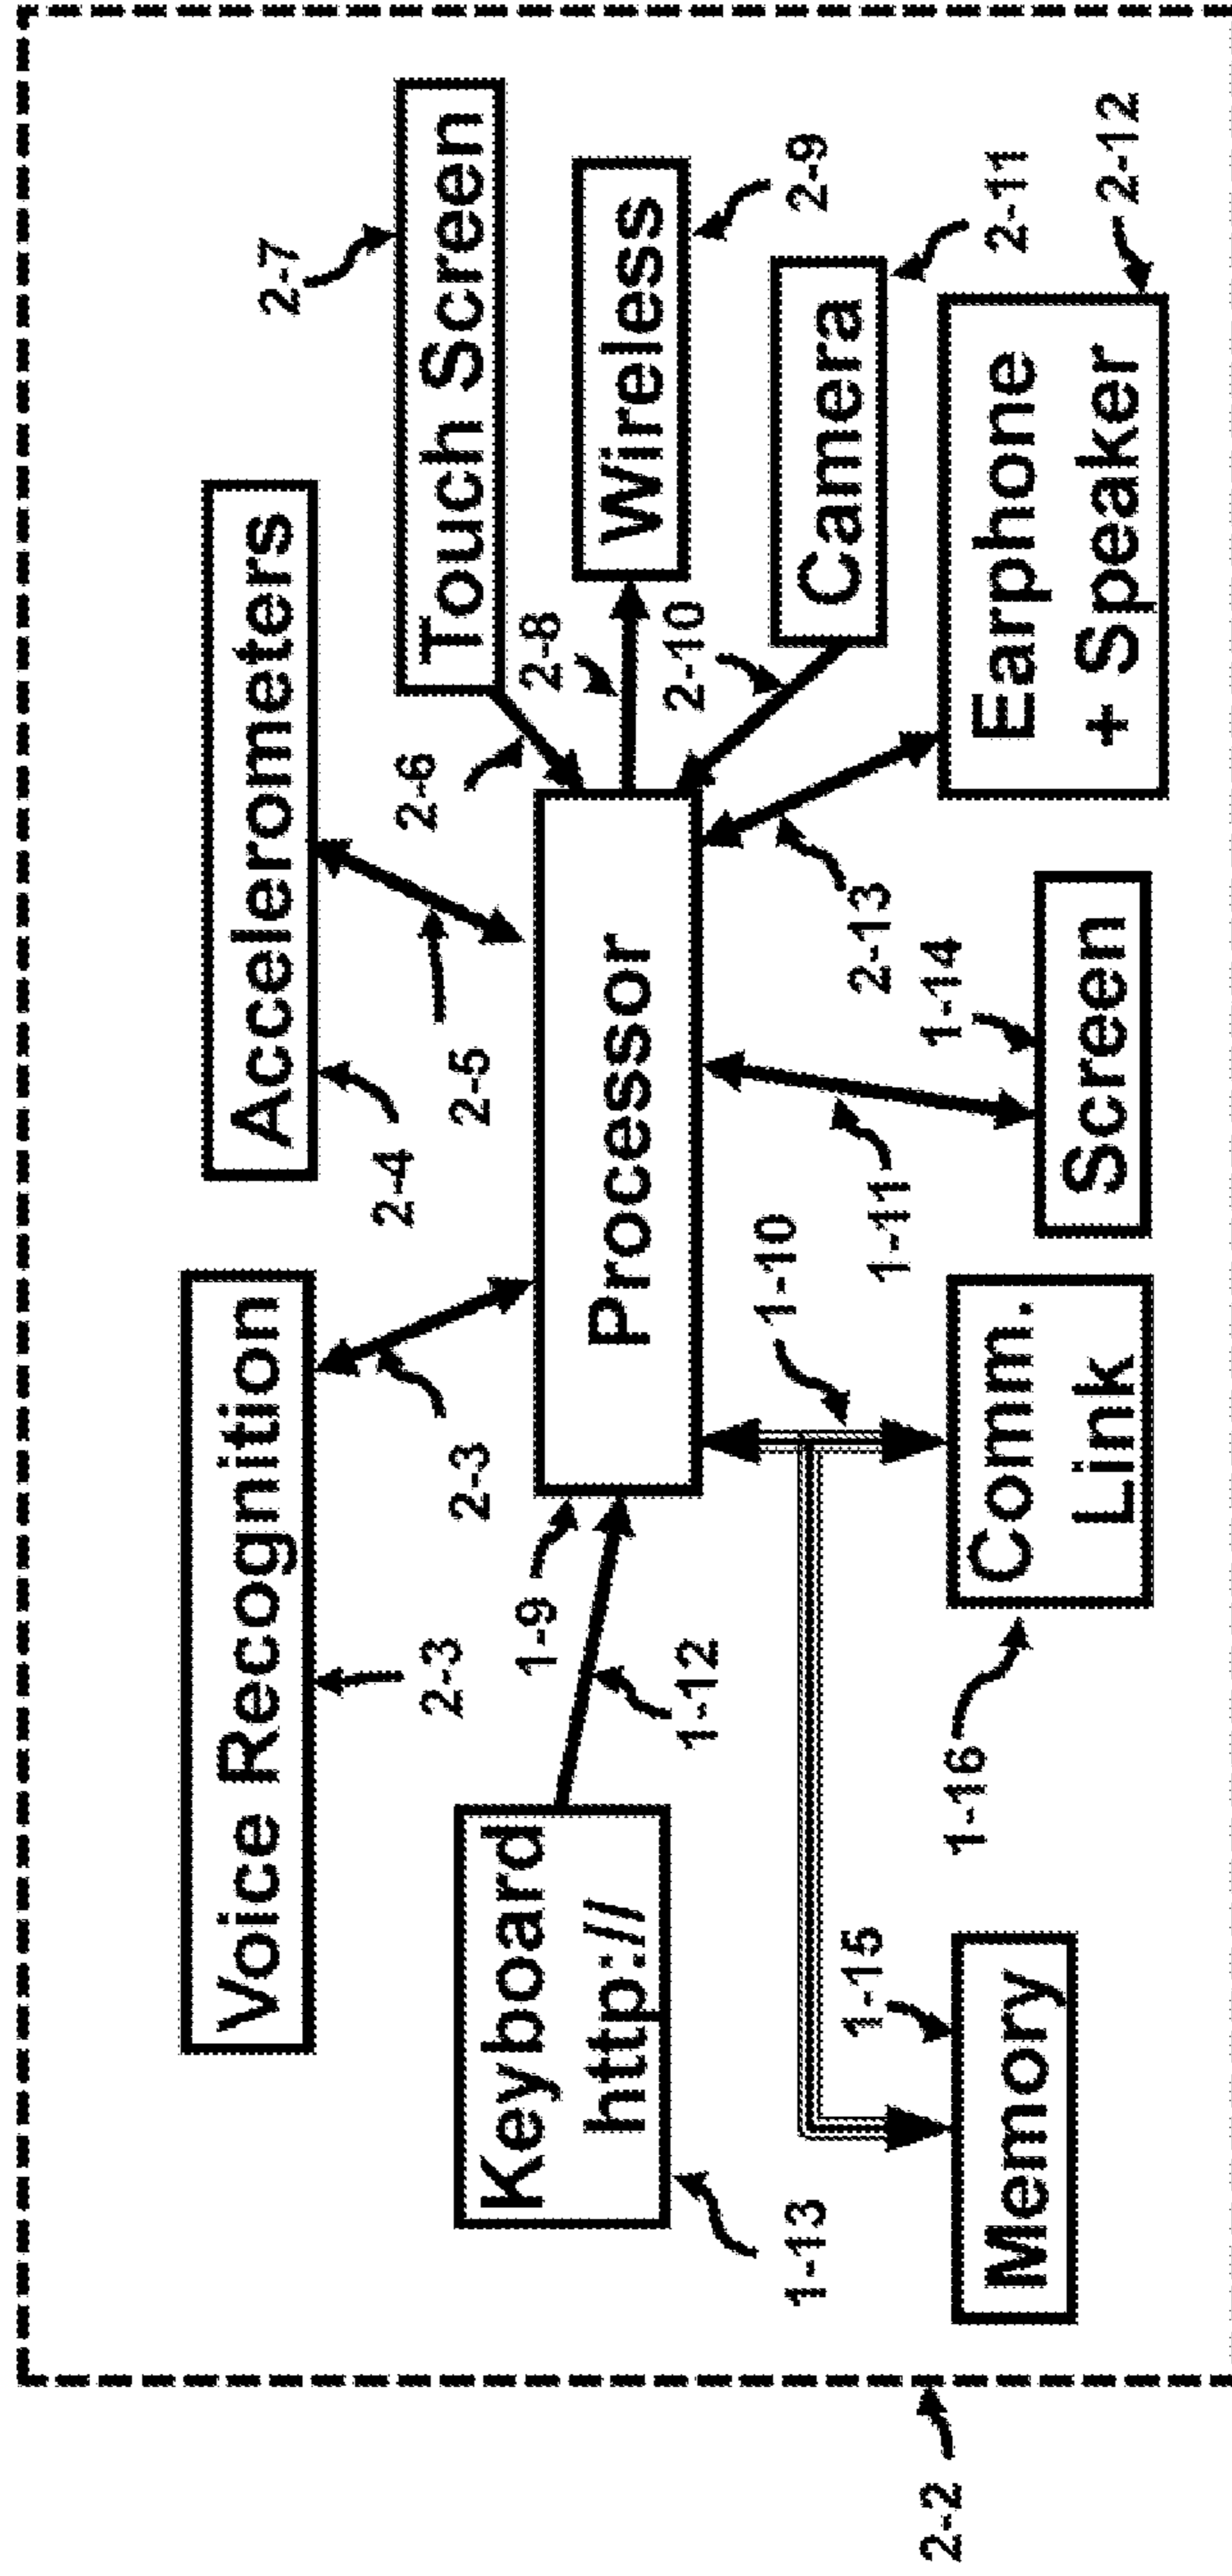 Voice Recognition
Accelerometers
2-7
2-3
2-3
2-4
2-5
2-6
Touch Screen
Keyboard
http://
1-9
1-12
Processor
2-8
2-10
Wireless
2-9
1-13
1-10
1-11
2-13
Camera
2-11
1-15
1-16
1-14
2-12
Memory
Comm.
Link
Screen
Earphone
+ Speaker
2-2